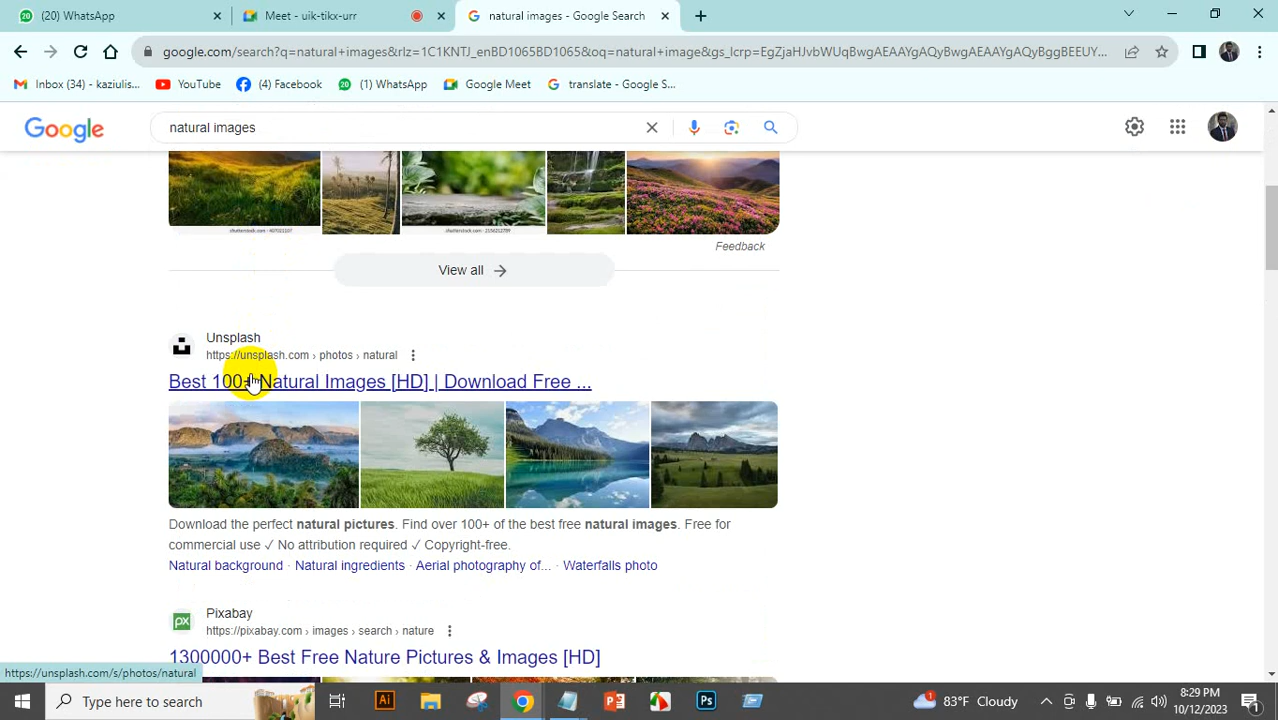 (20) WhatsApp
Meet - uik-tikx-urr
natural images - Google Search
google.com/search?q=natural+images&rlz=1C1KNTJ_enBD1065BD1065&oq=natural+image&gs_lcrp=EgZjaHJvbWUqBwgAEAAYgAQyBwgAEAAYgAQyBggBEEUY...
Inbox (34) - kaziulis...
YouTube
(4) Facebook
(1) WhatsApp
Google Meet
translate - Google S...
Google
natural images
Feedback
View all
Unsplash
https://unsplash.com › photos › natural
Best 100+ Natural Images [HD] | Download Free ...
Download the perfect natural pictures. Find over 100+ of the best free natural images. Free for
commercial use ✓ No attribution required ✓ Copyright-free.
Natural background · Natural ingredients · Aerial photography of... · Waterfalls photo
px
Pixabay
https://pixabay.com › images › search › nature
1300000+ Best Free Nature Pictures & Images [HD]
https://unsplash.com/s/photos/natural
Type here to search
Ai
Ps
1
83°F Cloudy
8:29 PM
10/12/2023
1